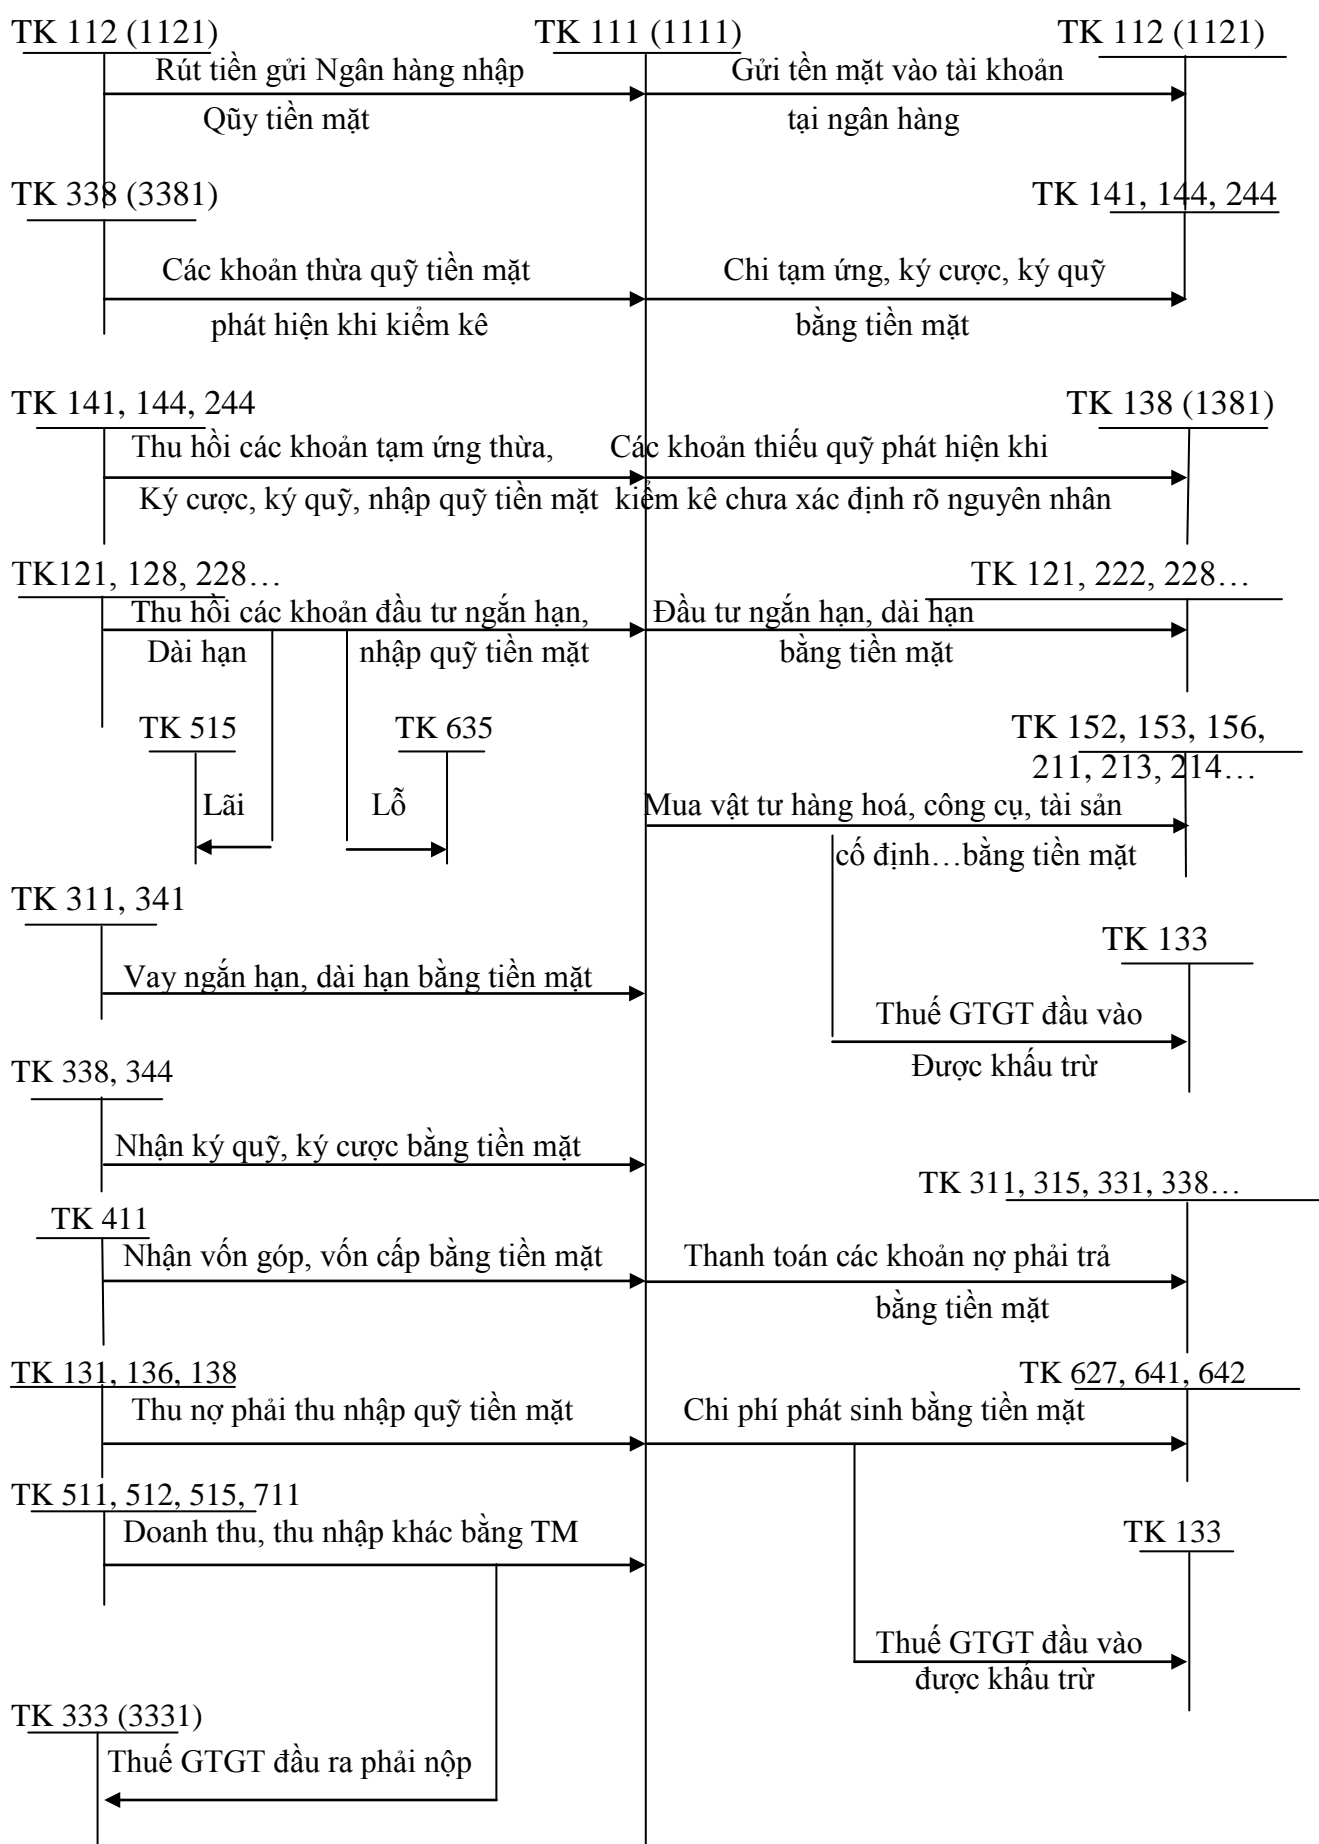 TK 112 (1121)
TK 111 (1111)
TK 112 (1121)
Rút tiền gửi Ngân hàng nhập
Gửi tền mặt vào tài khoản
Qũy tiền mặt
tại ngân hàng
TK 338 (3381)
TK 141, 144, 244
Các khoản thừa quỹ tiền mặt
Chi tạm ứng, ký cược, ký quỹ
phát hiện khi kiểm kê
bằng tiền mặt
TK 141, 144, 244
TK 138 (1381)
Thu hồi các khoản tạm ứng thừa,
Các khoản thiếu quỹ phát hiện khi
Ký cược, ký quỹ, nhập quỹ tiền mặt
kiểm kê chưa xác định rõ nguyên nhân
TK121, 128, 228…
TK 121, 222, 228…
Thu hồi các khoản đầu tư ngắn hạn,
Đầu tư ngắn hạn, dài hạn
Dài hạn
nhập quỹ tiền mặt
bằng tiền mặt
TK 515
TK 635
TK 152, 153, 156,
211, 213, 214…
Lãi
Lỗ
Mua vật tư hàng hoá, công cụ, tài sản
cố định…bằng tiền mặt
TK 311, 341
TK 133
Vay ngắn hạn, dài hạn bằng tiền mặt
Thuế GTGT đầu vào
Được khấu trừ
TK 338, 344
Nhận ký quỹ, ký cược bằng tiền mặt
TK 311, 315, 331, 338…
TK 411
Nhận vốn góp, vốn cấp bằng tiền mặt
Thanh toán các khoản nợ phải trả
bằng tiền mặt
TK 131, 136, 138
TK 627, 641, 642
Thu nợ phải thu nhập quỹ tiền mặt
Chi phí phát sinh bằng tiền mặt
TK 511, 512, 515, 711
Doanh thu, thu nhập khác bằng TM
TK 133
Thuế GTGT đầu vào
được khấu trừ
TK 333 (3331)
Thuế GTGT đầu ra phải nộp